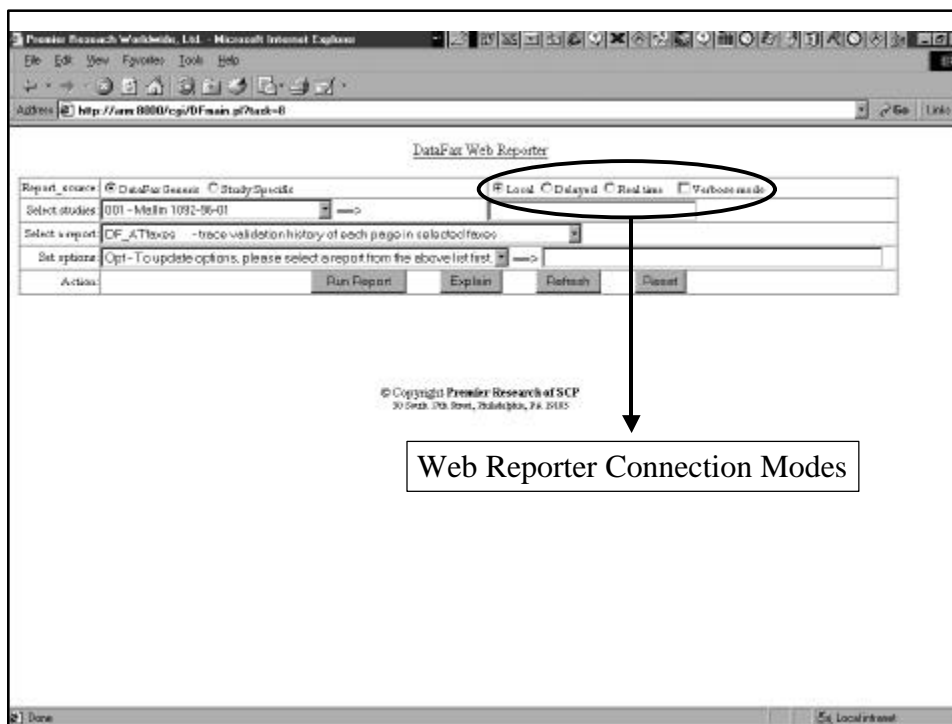 Premier Research Worldwide, Ltd. - Microsoft Internet Explorer
File Edit View Favorites Tools Help
Address http://arm:8000/cgi/DFmain.pl?task=8 Go Links
DataFax Web Reporter
Report_source DataFax Generic Study Specific Local Delayed Real time Verbose mode
Select studies 001 - Mallin 1092-96-01 ==>
Select a report DF_ATfaxes - trace validation history of each page in selected faxes
Set options Opt - To update options, please select a report from the above list first. ==>
Action: Run Report Explain Refresh Reset
© Copyright Premier Research of SCP
30 South 17th Street, Philadelphia, PA 19103
Web Reporter Connection Modes
Done Local intranet